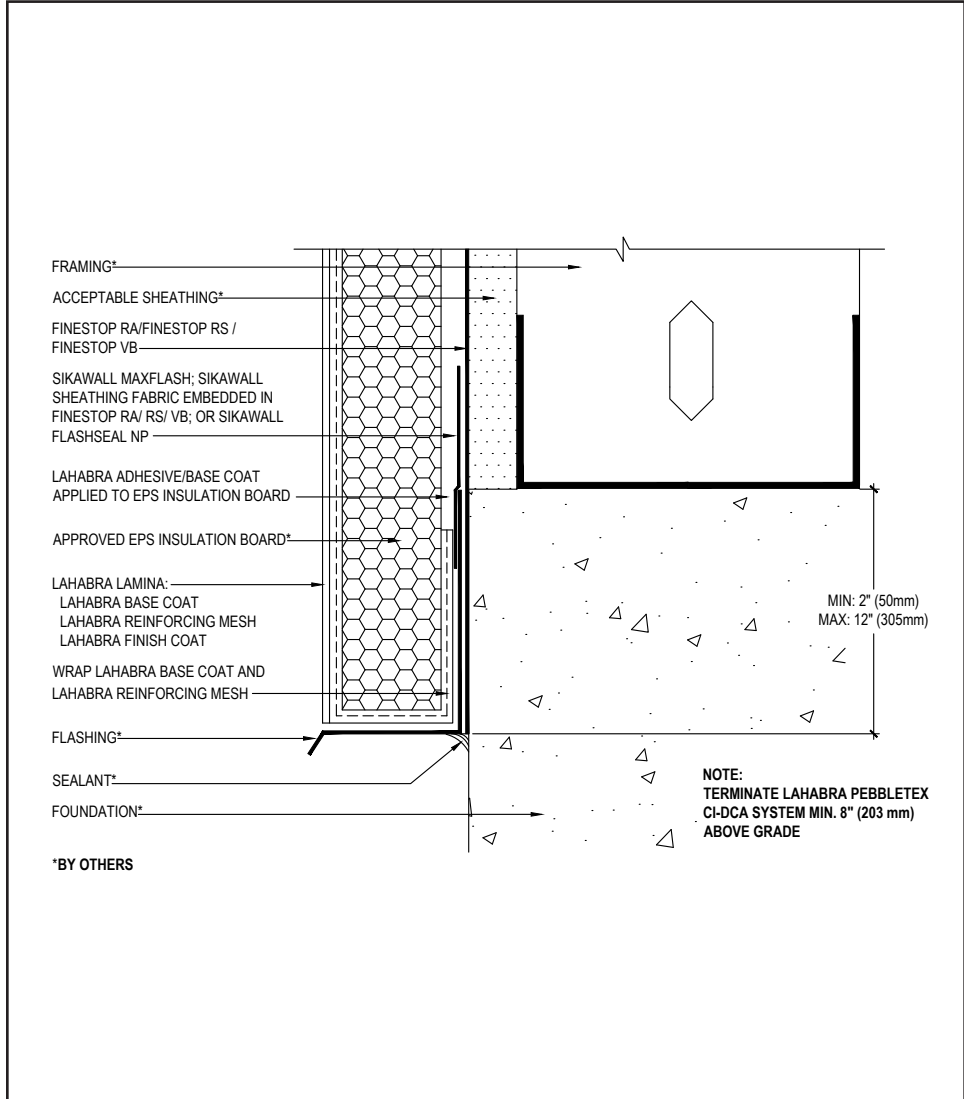 FRAMING*
ACCEPTABLE SHEATHING*
FINESTOP RA/FINESTOP RS /
FINESTOP VB
SIKAWALL MAXFLASH; SIKAWALL
SHEATHING FABRIC EMBEDDED IN
FINESTOP RA/ RS/ VB; OR SIKAWALL
FLASHSEAL NP
LAHABRA ADHESIVE/BASE COAT
APPLIED TO EPS INSULATION BOARD
APPROVED EPS INSULATION BOARD*
LAHABRA LAMINA:
LAHABRA BASE COAT
LAHABRA REINFORCING MESH
LAHABRA FINISH COAT
WRAP LAHABRA BASE COAT AND
LAHABRA REINFORCING MESH
FLASHING*
SEALANT*
FOUNDATION*
*BY OTHERS
MIN: 2" (50mm)
MAX: 12" (305mm)
NOTE:
TERMINATE LAHABRA PEBBLETEX
CI-DCA SYSTEM MIN. 8" (203 mm)
ABOVE GRADE